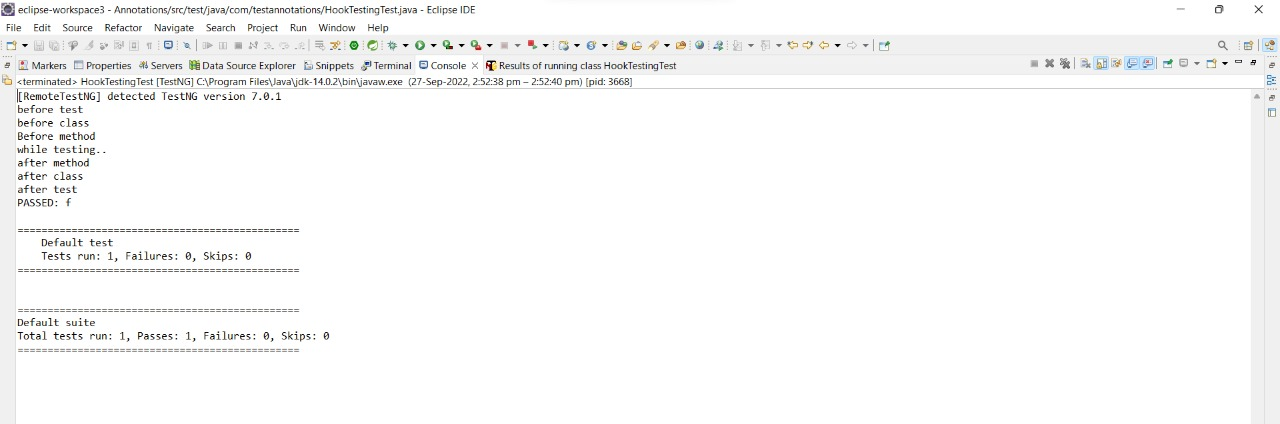 eclipse-workspace3 - Annotations/src/test/java/com/testannotations/HookTestingTest.java - Eclipse IDE
File Edit Source Refactor Navigate Search Project Run Window Help
Markers Properties Servers Data Source Explorer Snippets Terminal Console Results of running class HookTestingTest
<terminated> HookTestingTest [TestNG] C:\Program Files\Java\jdk-14.0.2\bin\javaw.exe (27-Sep-2022, 2:52:38 pm – 2:52:40 pm) [pid: 3668]
[RemoteTestNG] detected TestNG version 7.0.1
before test
before class
Before method
while testing..
after method
after class
after test
PASSED: f
===============================================
Default test
Tests run: 1, Failures: 0, Skips: 0
===============================================
===============================================
Default suite
Total tests run: 1, Passes: 1, Failures: 0, Skips: 0
===============================================